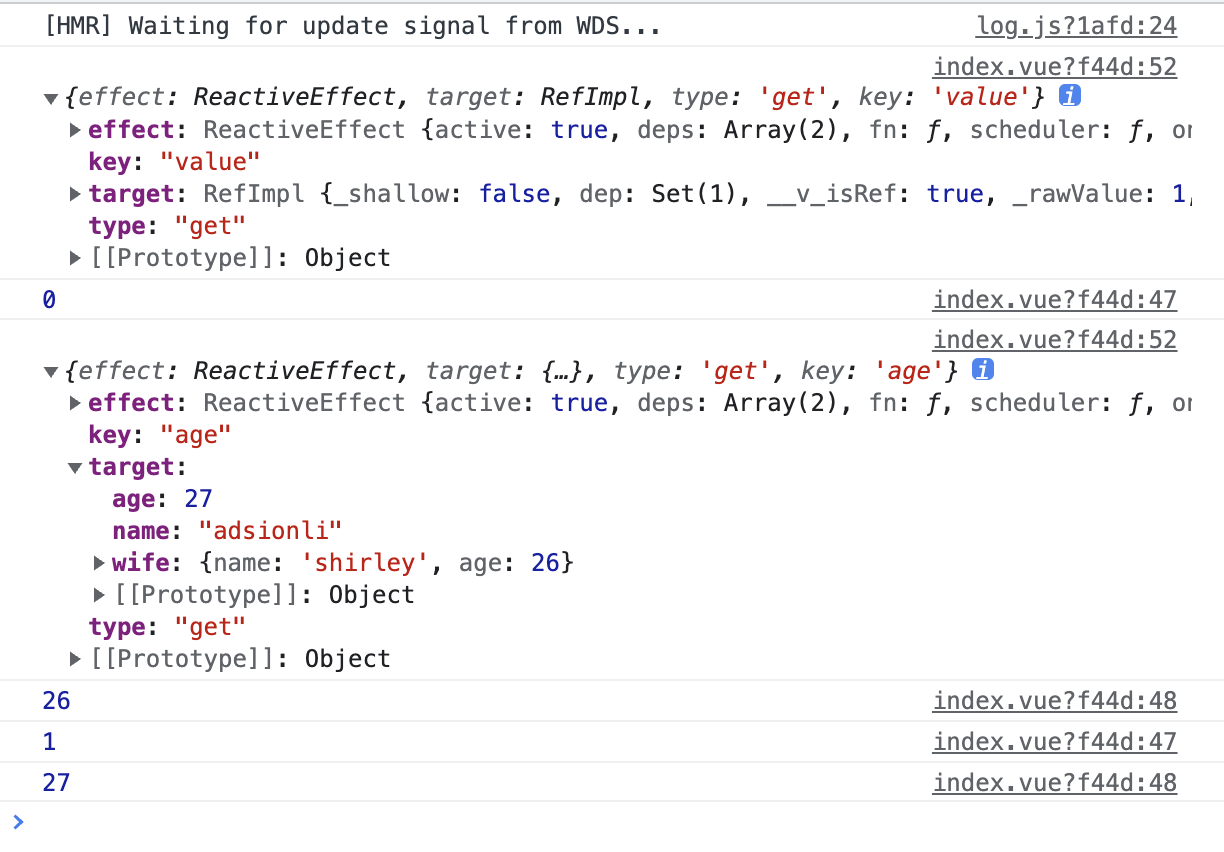 [HMR] Waiting for update signal from WDS... log.js?1afd:24
index.vue?f44d:52
{effect: ReactiveEffect, target: RefImpl, type: 'get', key: 'value'} i
effect: ReactiveEffect {active: true, deps: Array(2), fn: ƒ, scheduler: ƒ, on
key: "value"
target: RefImpl {_shallow: false, dep: Set(1), __v_isRef: true, _rawValue: 1,
type: "get"
[[Prototype]]: Object
0 index.vue?f44d:47
index.vue?f44d:52
{effect: ReactiveEffect, target: {…}, type: 'get', key: 'age'} i
effect: ReactiveEffect {active: true, deps: Array(2), fn: ƒ, scheduler: ƒ, on
key: "age"
target:
age: 27
name: "adsionli"
wife: {name: 'shirley', age: 26}
[[Prototype]]: Object
type: "get"
[[Prototype]]: Object
26 index.vue?f44d:48
1 index.vue?f44d:47
27 index.vue?f44d:48